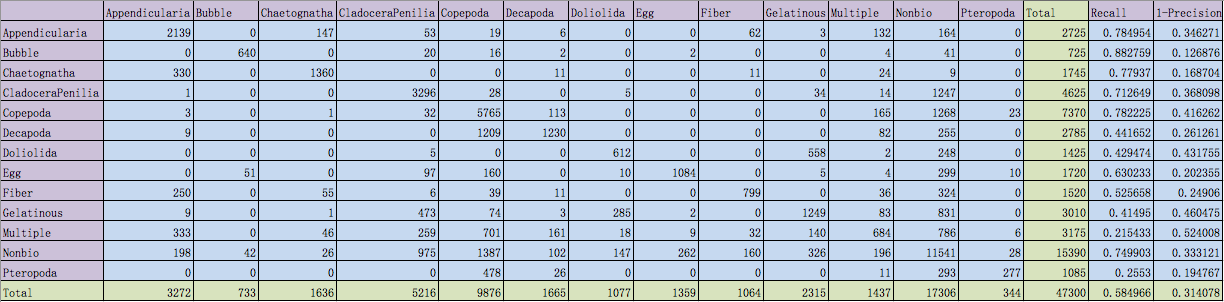 Appendicularia Bubble Chaetognatha CladoceraPenilia Copepoda Decapoda Doliolida Egg Fiber Gelatinous Multiple Nonbio Pteropoda Total Recall 1-Precision
Appendicularia 2139 0 147 53 19 6 0 0 62 3 132 164 0 2725 0.784954 0.346271
Bubble 0 640 0 20 16 2 0 2 0 0 4 41 0 725 0.882759 0.126876
Chaetognatha 330 0 1360 0 0 11 0 0 11 0 24 9 0 1745 0.77937 0.168704
CladoceraPenilia 1 0 0 3296 28 0 5 0 0 34 14 1247 0 4625 0.712649 0.368098
Copepoda 3 0 1 32 5765 113 0 0 0 0 165 1268 23 7370 0.782225 0.416262
Decapoda 9 0 0 0 1209 1230 0 0 0 0 82 255 0 2785 0.441652 0.261261
Doliolida 0 0 0 5 0 0 612 0 0 558 2 248 0 1425 0.429474 0.431755
Egg 0 51 0 97 160 0 10 1084 0 5 4 299 10 1720 0.630233 0.202355
Fiber 250 0 55 6 39 11 0 0 799 0 36 324 0 1520 0.525658 0.24906
Gelatinous 9 0 1 473 74 3 285 2 0 1249 83 831 0 3010 0.41495 0.460475
Multiple 333 0 46 259 701 161 18 9 32 140 684 786 6 3175 0.215433 0.524008
Nonbio 198 42 26 975 1387 102 147 262 160 326 196 11541 28 15390 0.749903 0.333121
Pteropoda 0 0 0 0 478 26 0 0 0 0 11 293 277 1085 0.2553 0.194767
Total 3272 733 1636 5216 9876 1665 1077 1359 1064 2315 1437 17306 344 47300 0.584966 0.314078